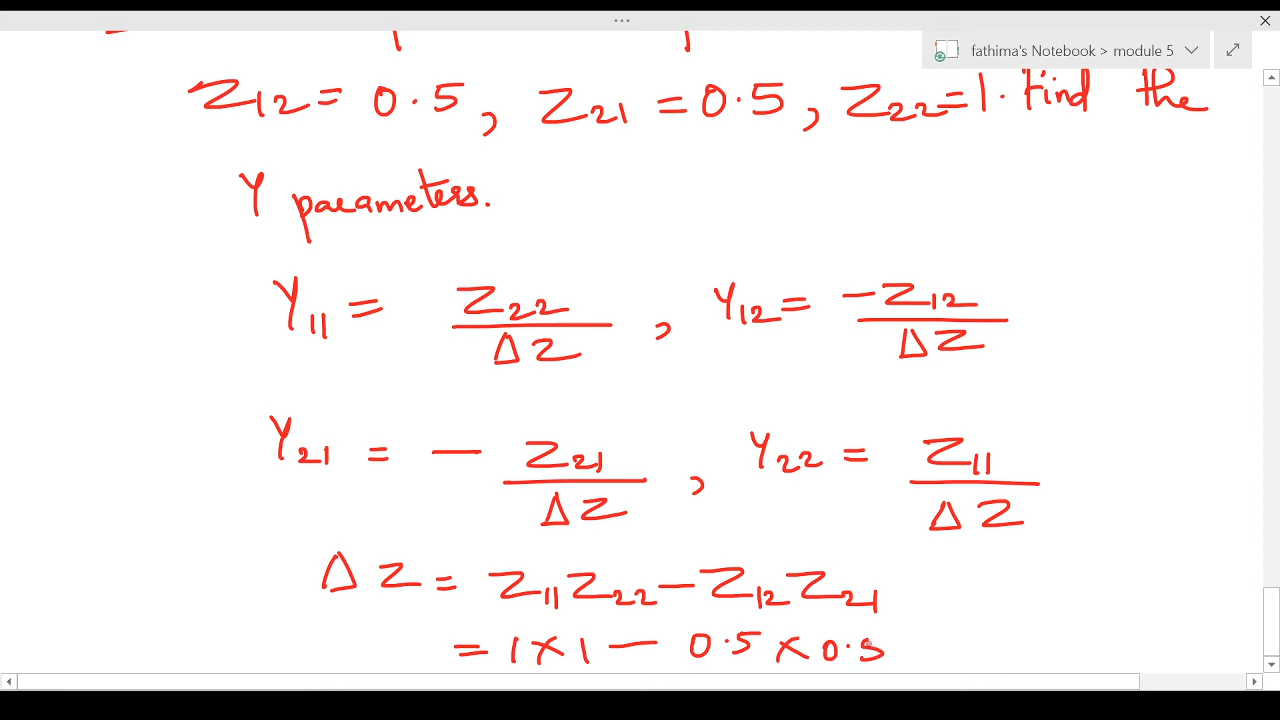 fathima's Notebook > module 5
Z12 = 0.5, Z21 = 0.5, Z22 = 1. Find the
Y parameters.
Y11 = Z22/ΔZ, Y12 = -Z12/ΔZ
Y21 = - Z21/ΔZ, Y22 = Z11/ΔZ
ΔZ = Z11Z22 - Z12Z21
= 1 × 1 - 0.5 × 0.5